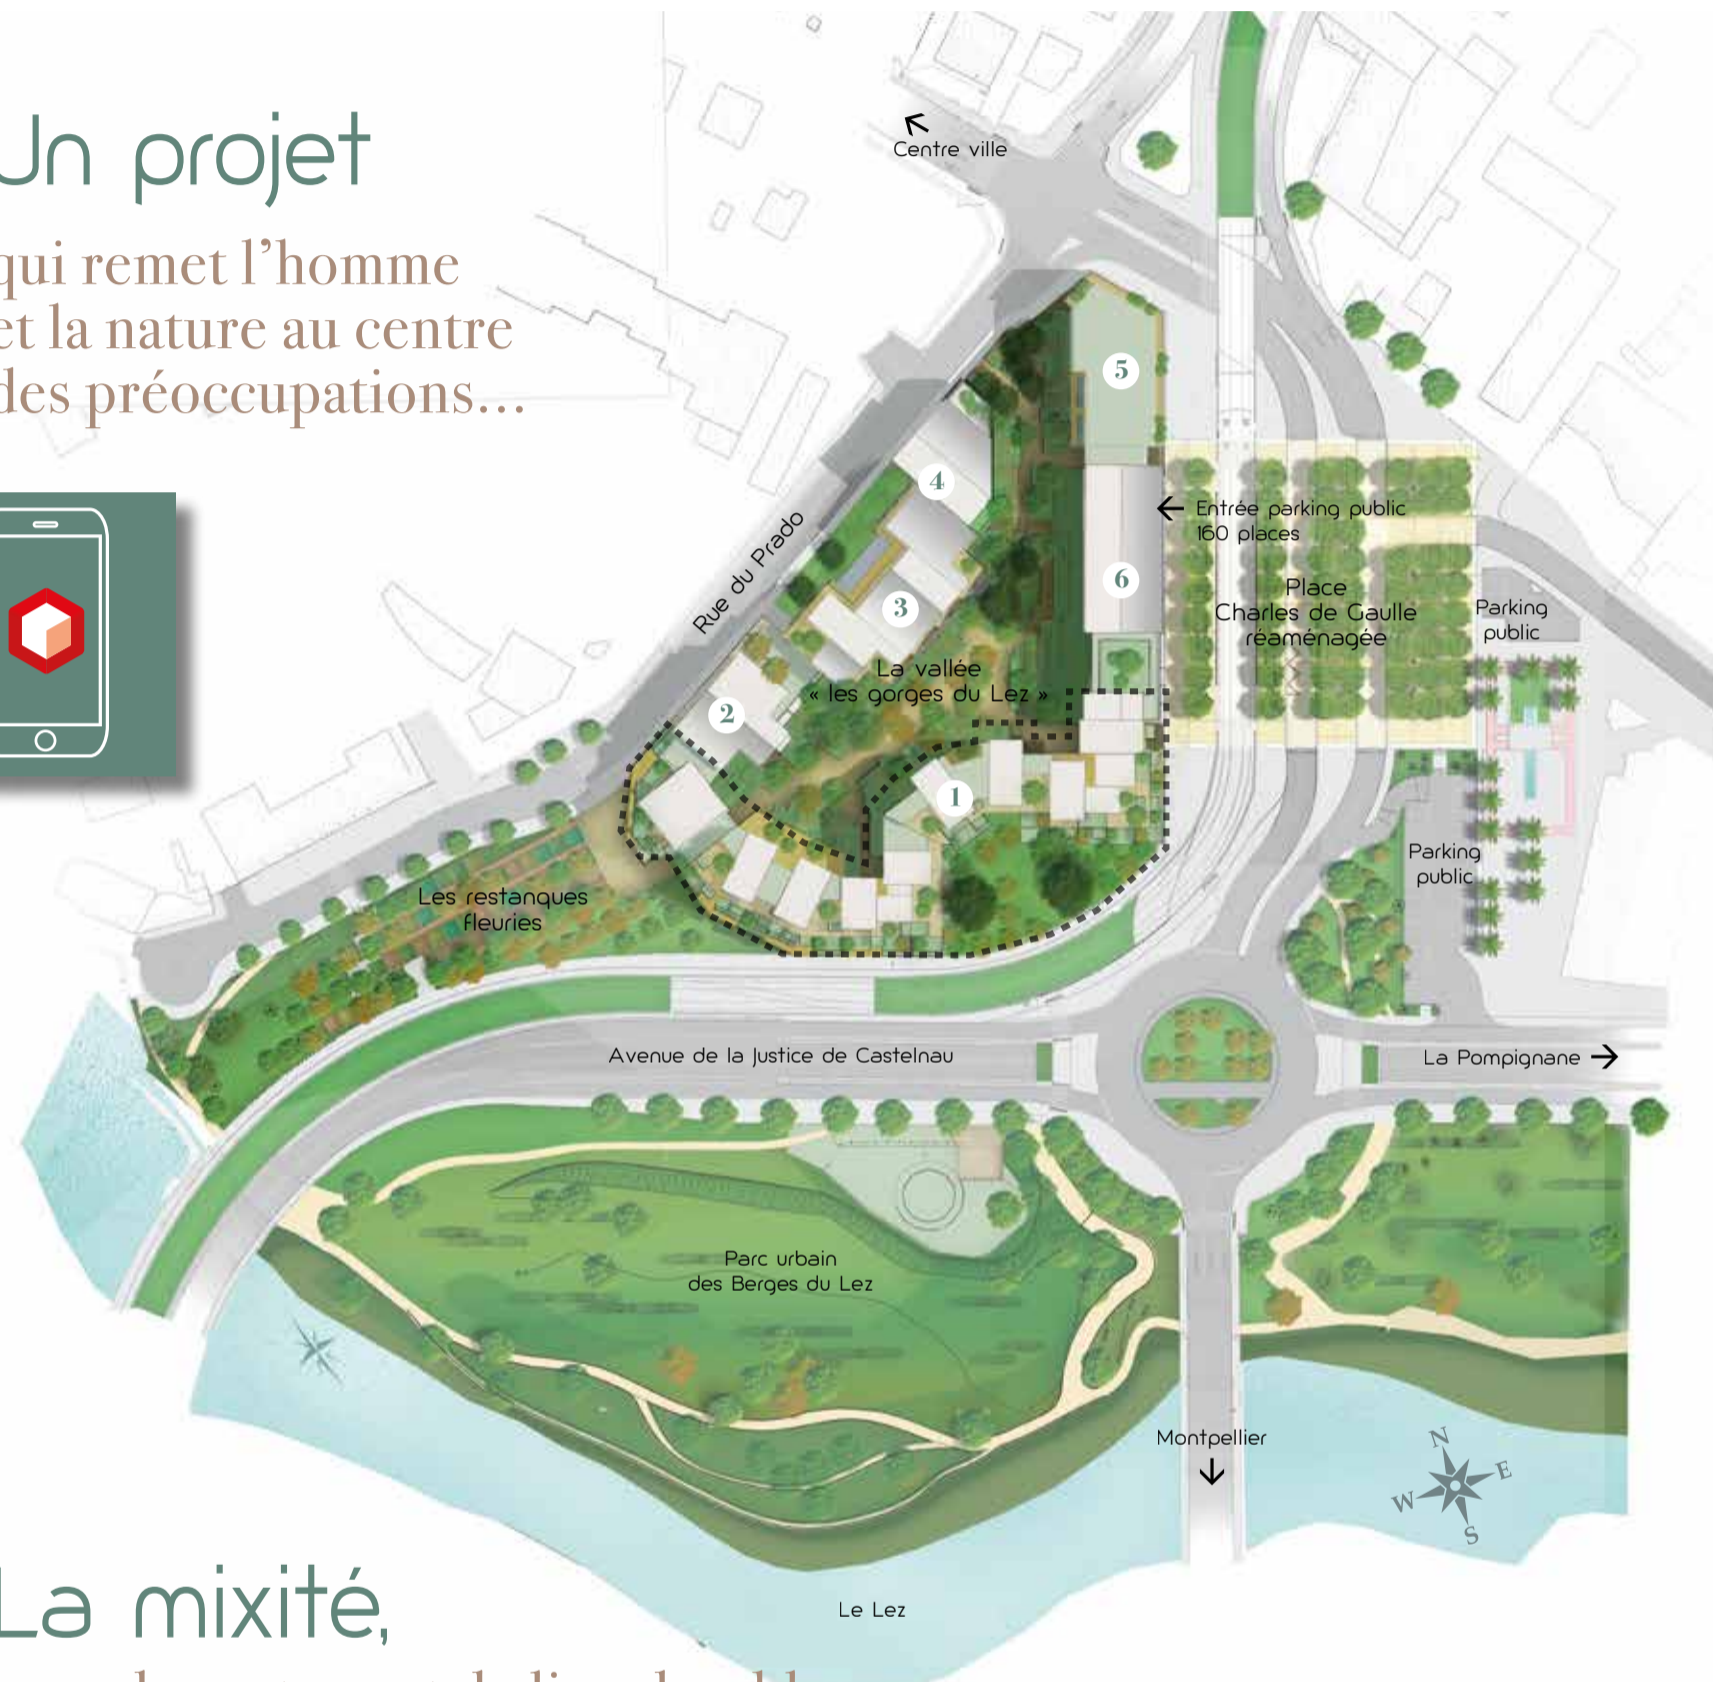 Un projet
qui remet l'homme
et la nature au centre
des préoccupations...
Centre ville
5
4
Entrée parking public
160 places
Rue du Prado
6
3
Place
Charles de Gaulle
réaménagée
Parking
public
La vallée
« les gorges du Lez »
2
1
Parking
public
Les restanques
fleuries
Avenue de la Justice de Castelnau
La Pompignane
Parc urbain
des Berges du Lez
Montpellier
N
E
W
S
Le Lez
La mixité,